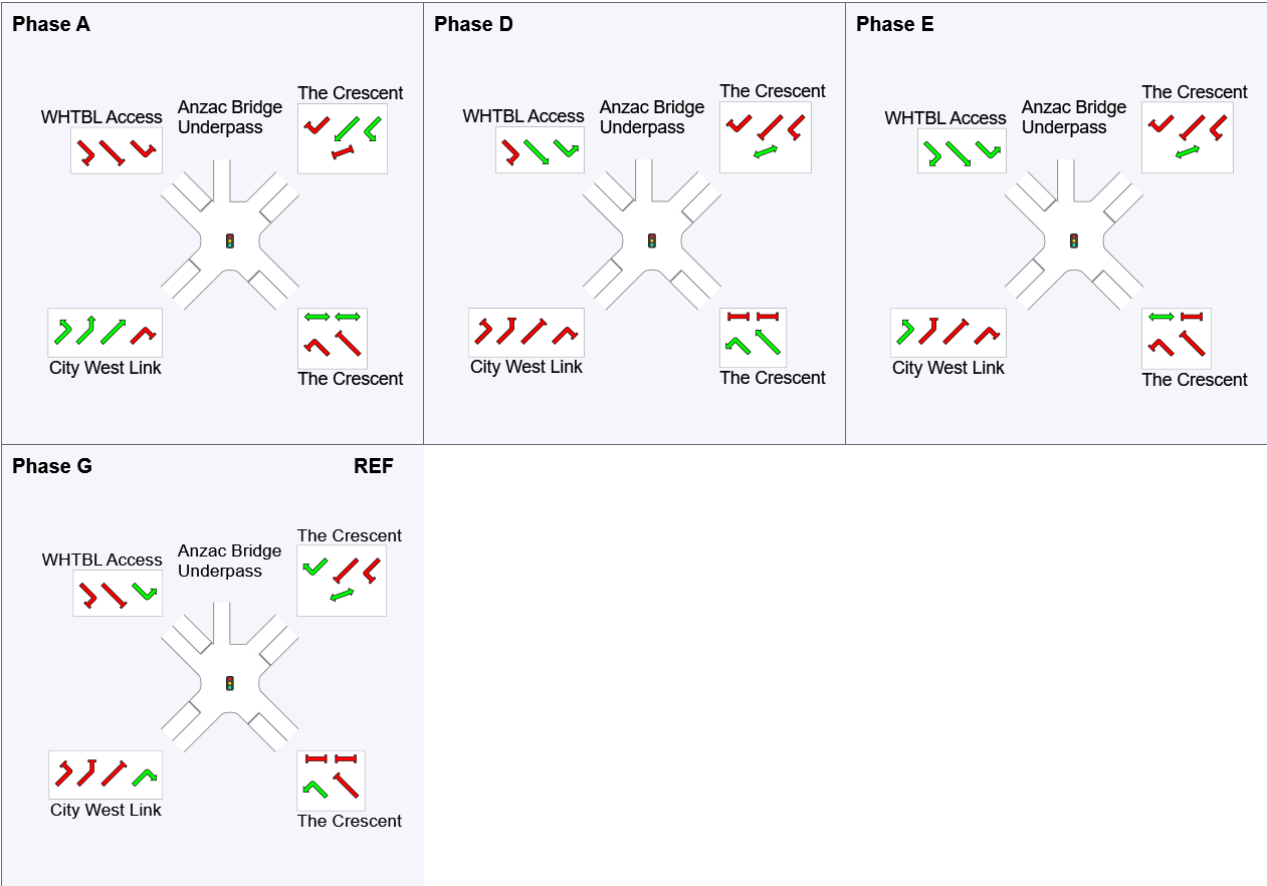 Phase A
The Crescent
WHTBL Access
Anzac Bridge
Underpass
City West Link
The Crescent
Phase D
The Crescent
WHTBL Access
Anzac Bridge
Underpass
City West Link
The Crescent
Phase E
The Crescent
WHTBL Access
Anzac Bridge
Underpass
City West Link
The Crescent
Phase G
REF
The Crescent
WHTBL Access
Anzac Bridge
Underpass
City West Link
The Crescent